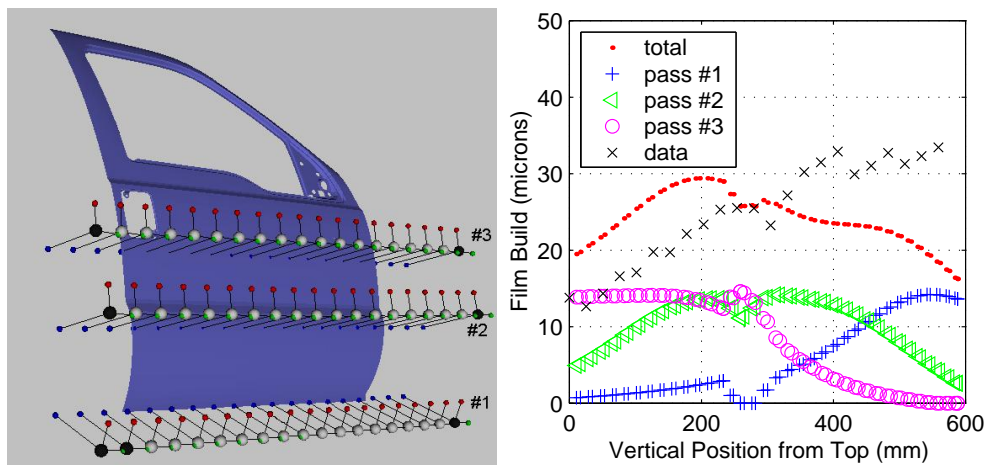 #3
#2
#1
50
40
30
20
10
0
Film Build (microns)
total
pass #1
pass #2
pass #3
data
0
200
400
600
Vertical Position from Top (mm)